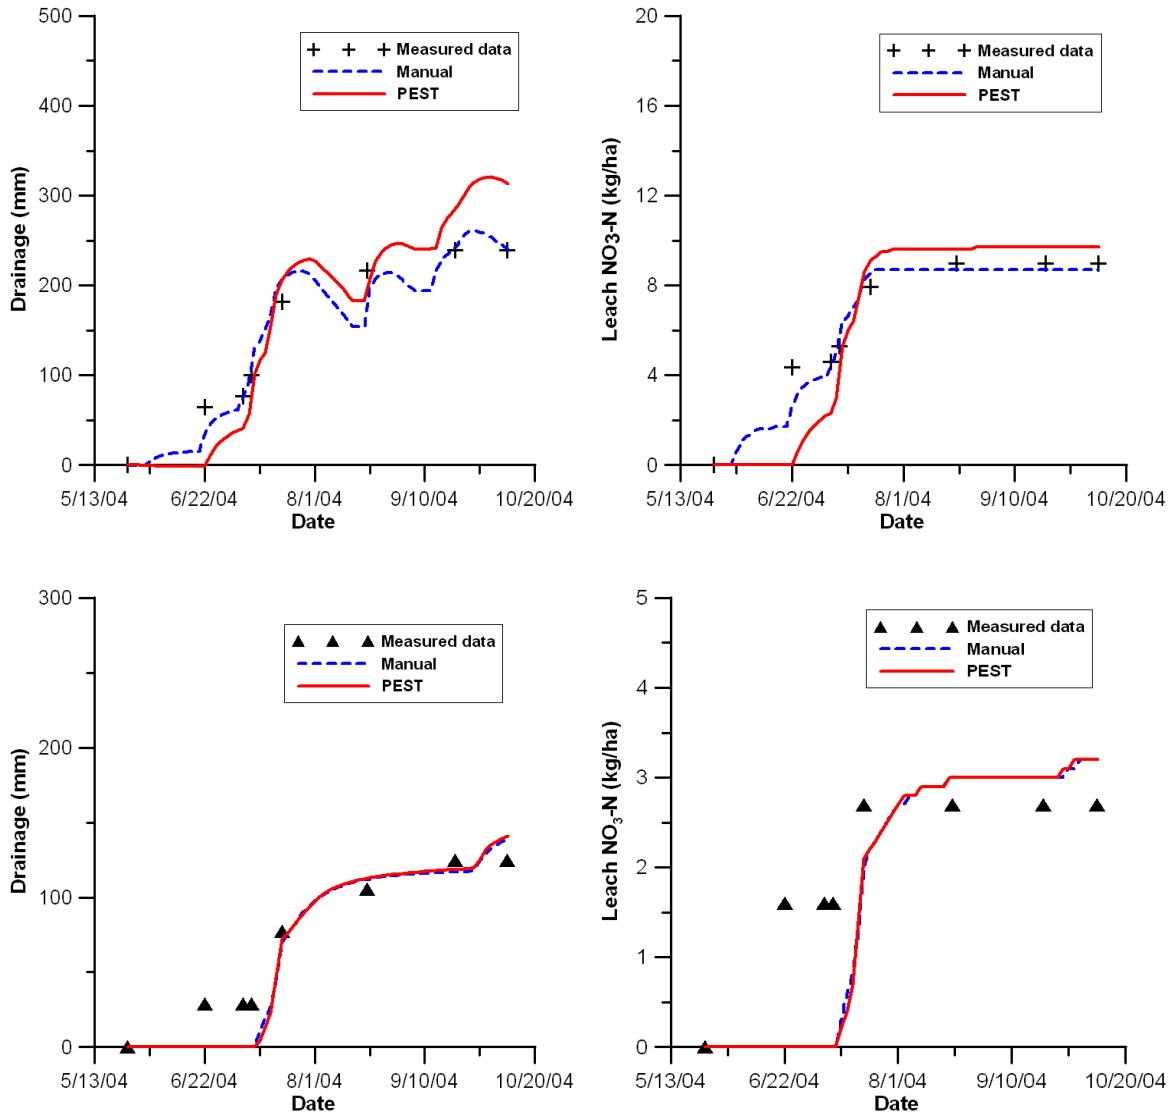 500
400
300
200
100
0
Drainage (mm)
Measured data
Manual
PEST
5/13/04 6/22/04 8/1/04 9/10/04 10/20/04
Date
20
16
12
8
4
0
Leach NO3-N (kg/ha)
Measured data
Manual
PEST
5/13/04 6/22/04 8/1/04 9/10/04 10/20/04
Date
300
200
100
0
Drainage (mm)
Measured data
Manual
PEST
5/13/04 6/22/04 8/1/04 9/10/04 10/20/04
Date
5
4
3
2
1
0
Leach NO₃-N (kg/ha)
Measured data
Manual
PEST
5/13/04 6/22/04 8/1/04 9/10/04 10/20/04
Date